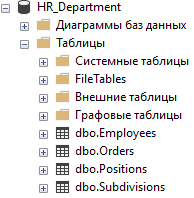 HR_Department
Диаграммы баз данных
Таблицы
Системные таблицы
FileTables
Внешние таблицы
Графовые таблицы
dbo.Employees
dbo.Orders
dbo.Positions
dbo.Subdivisions